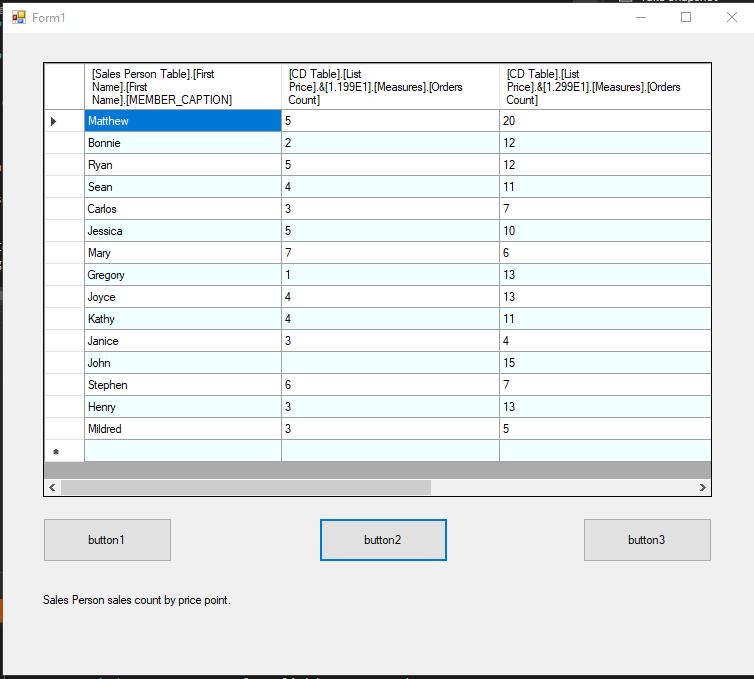 Form1
[Sales Person Table].[First
Name].[First
Name].[MEMBER_CAPTION]
[CD Table].[List
Price].&[1.199E1].[Measures].[Orders
Count]
[CD Table].[List
Price].&[1.299E1].[Measures].[Orders
Count]
Matthew 5 20
Bonnie 2 12
Ryan 5 12
Sean 4 11
Carlos 3 7
Jessica 5 10
Mary 7 6
Gregory 1 13
Joyce 4 13
Kathy 4 11
Janice 3 4
John 15
Stephen 6 7
Henry 3 13
Mildred 3 5
button1 button2 button3
Sales Person sales count by price point.